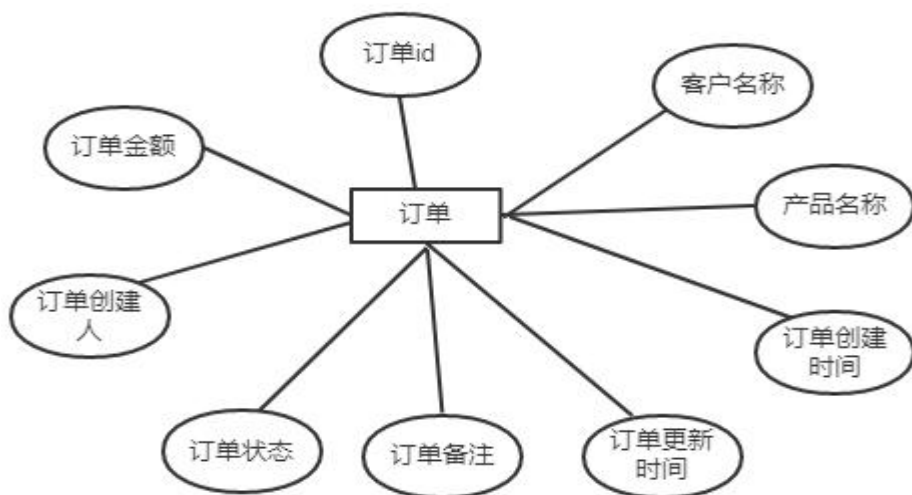 订单id
客户名称
订单金额
产品名称
订单
订单创建
人
订单创建
时间
订单状态
订单备注
订单更新
时间